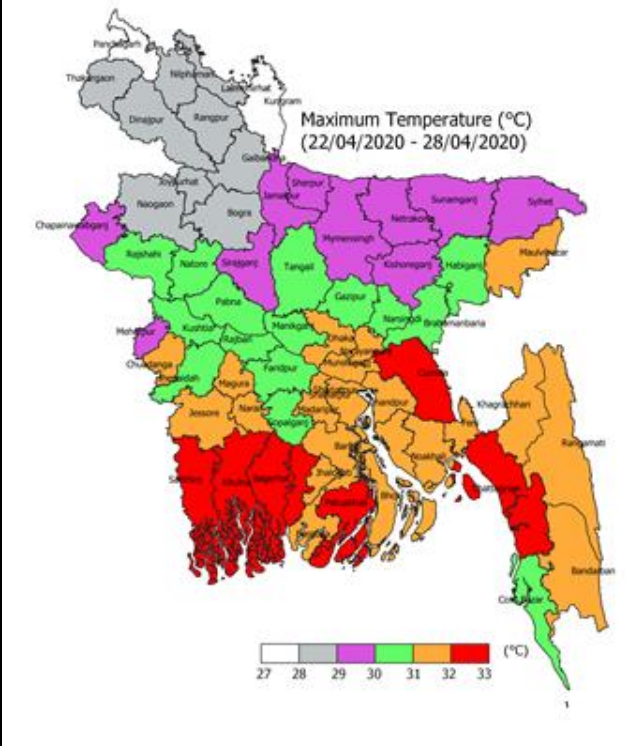 Panchagarh
Thakurgaon
Nilphamari
Lalmonirhat
Kurigram
Dinajpur
Rangpur
Maximum Temperature (°C)
(22/04/2020 - 28/04/2020)
Gaibandha
Joypurhat
Naogaon
Bogra
Jamalpur
Sherpur
Netrakona
Sunamganj
Sylhet
Chapainawabganj
Mymensingh
Rajshahi
Natore
Sirajganj
Tangail
Kishoreganj
Habiganj
Maulvibazar
Pabna
Gazipur
Narsingdi
Brahmanbaria
Meherpur
Kushtia
Rajbari
Manikganj
Dhaka
Chuadanga
Faridpur
Magura
Jessore
Narail
Gopalganj
Madaripur
Chandpur
Comilla
Feni
Khagrachhari
Rangamati
Noakhali
Satkhira
Khulna
Bagerhat
Jhalokati
Bhola
Patuakhali
Bandarban
Cox's Bazar
27 28 29 30 31 32 33 (°C)
1